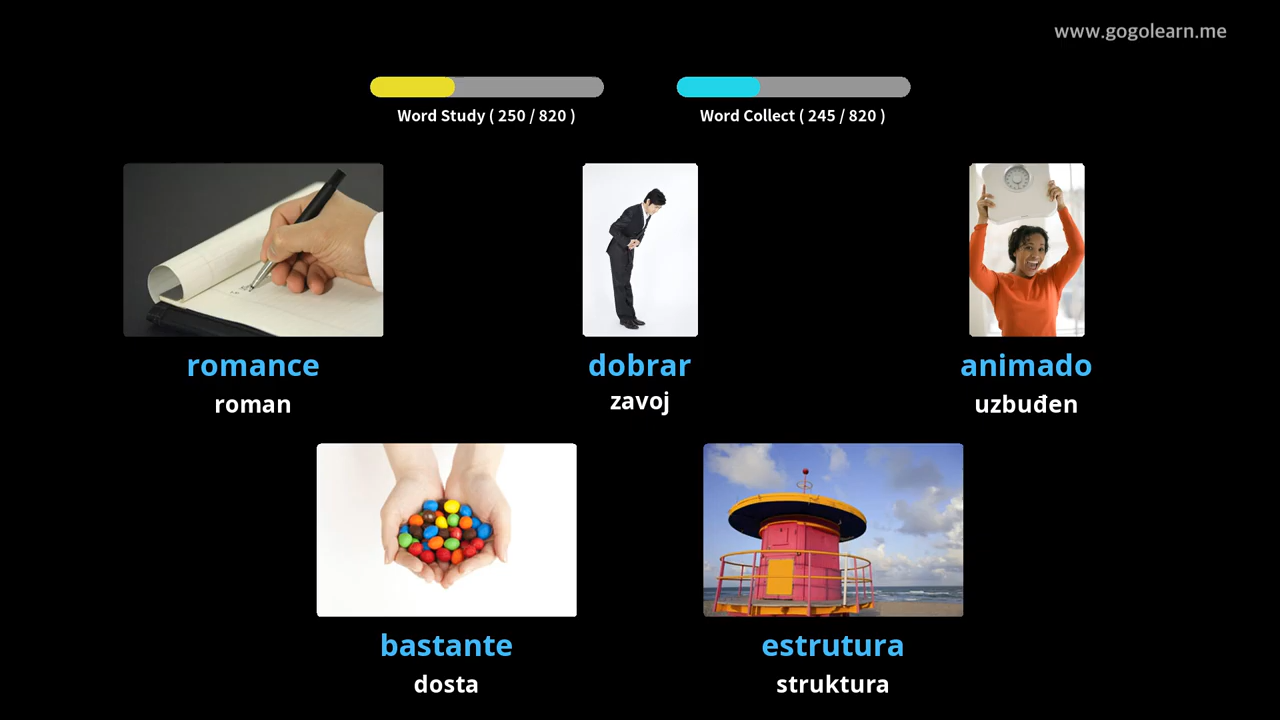 www.gogolearn.me
Word Study ( 250 / 820 )
Word Collect ( 245 / 820 )
romance
roman
dobrar
zavoj
animado
uzbuđen
bastante
dosta
estrutura
struktura